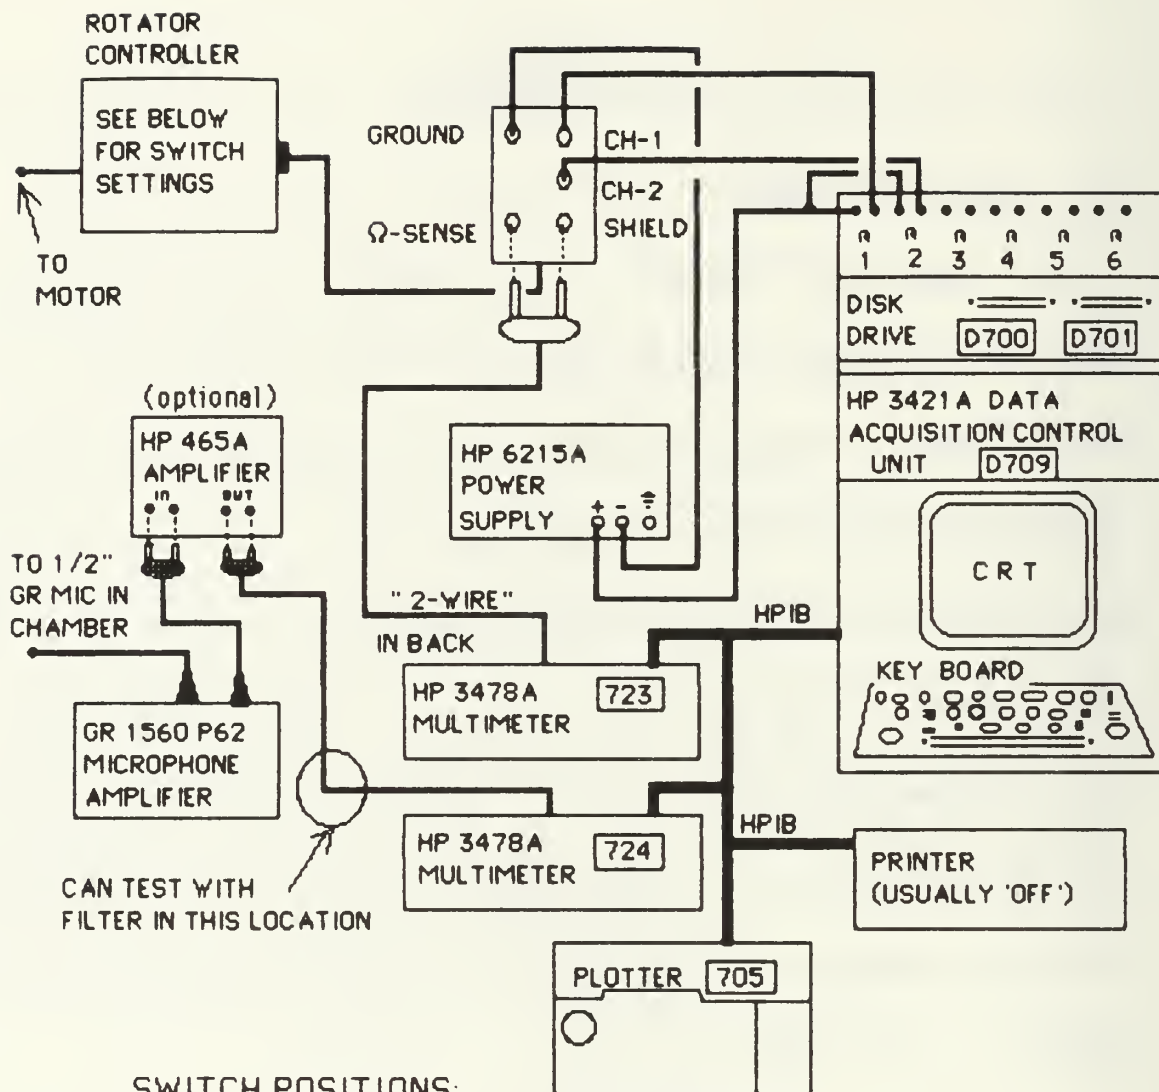 ROTATOR
CONTROLLER
SEE BELOW
FOR SWITCH
SETTINGS
TO
MOTOR
GROUND
CH-1
CH-2
Ω-SENSE
SHIELD
1 2 3 4 5 6
DISK
DRIVE D700 D701
HP 3421A DATA
ACQUISITION CONTROL
UNIT D709
CRT
KEY BOARD
(optional)
HP 465A
AMPLIFIER
IN OUT
HP 6215A
POWER
SUPPLY
+ -
TO 1/2"
GR MIC IN
CHAMBER
"2-WIRE"
IN BACK
HPIB
HP 3478A
MULTIMETER
723
GR 1560 P62
MICROPHONE
AMPLIFIER
HP 3478A
MULTIMETER
724
HPIB
PRINTER
(USUALLY 'OFF')
CAN TEST WITH
FILTER IN THIS LOCATION
PLOTTER 705
SWITCH POSITIONS: